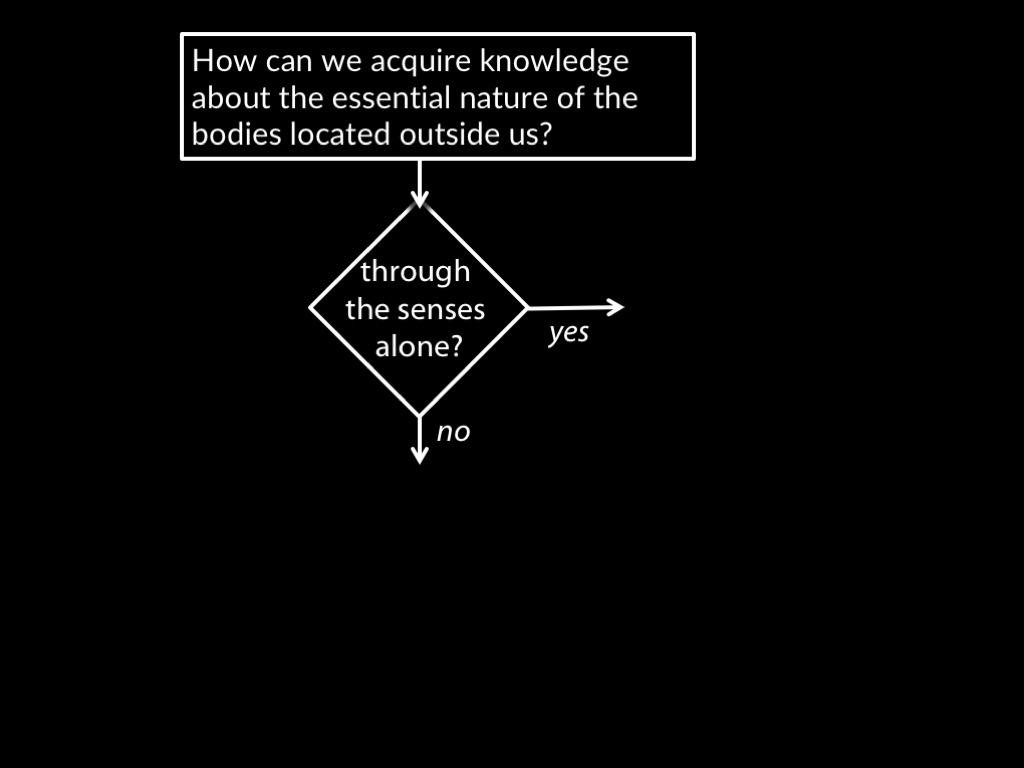 How can we acquire knowledge
about the essential nature of the
bodies located outside us?
through
the senses
alone?
yes
no